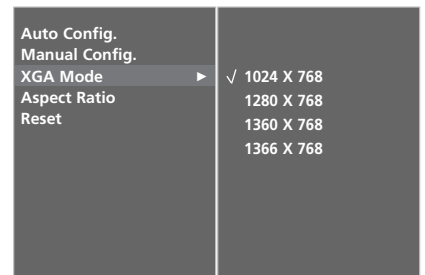 Auto Config.
Manual Config.
XGA Mode ►
Aspect Ratio
Reset
√ 1024 X 768
1280 X 768
1360 X 768
1366 X 768